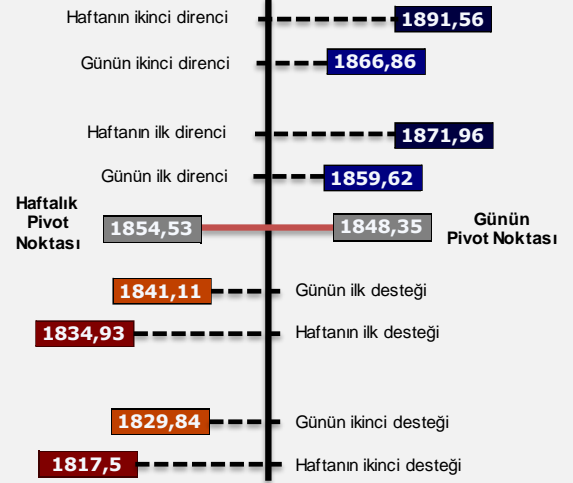 Haftanın ikinci direnci 1891,56
Günün ikinci direnci 1866,86
Haftanın ilk direnci 1871,96
Günün ilk direnci 1859,62
Haftalık
Pivot
Noktası
1854,53 1848,35
Günün
Pivot Noktası
1841,11 Günün ilk desteği
1834,93 Haftanın ilk desteği
1829,84 Günün ikinci desteği
1817,5 Haftanın ikinci desteği